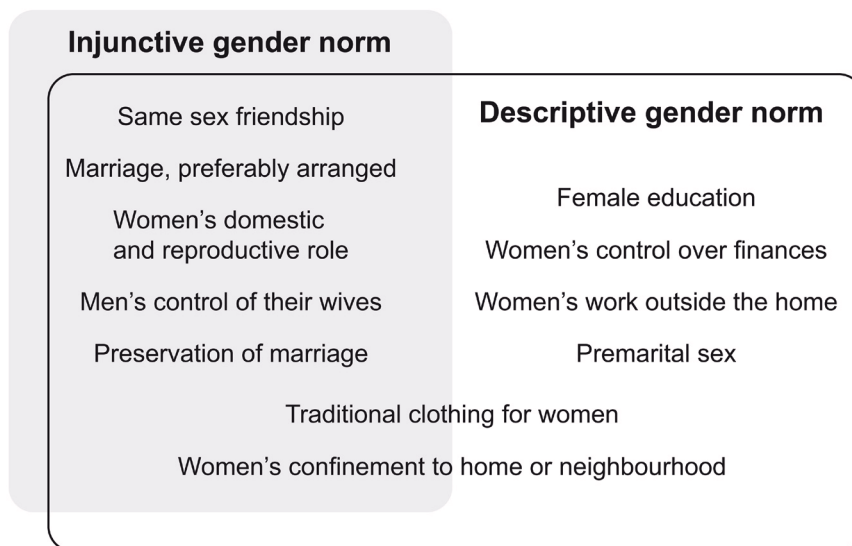 Injunctive gender norm
Same sex friendship
Marriage, preferably arranged
Women’s domestic
and reproductive role
Men’s control of their wives
Preservation of marriage
Descriptive gender norm
Female education
Women’s control over finances
Women’s work outside the home
Premarital sex
Traditional clothing for women
Women’s confinement to home or neighbourhood